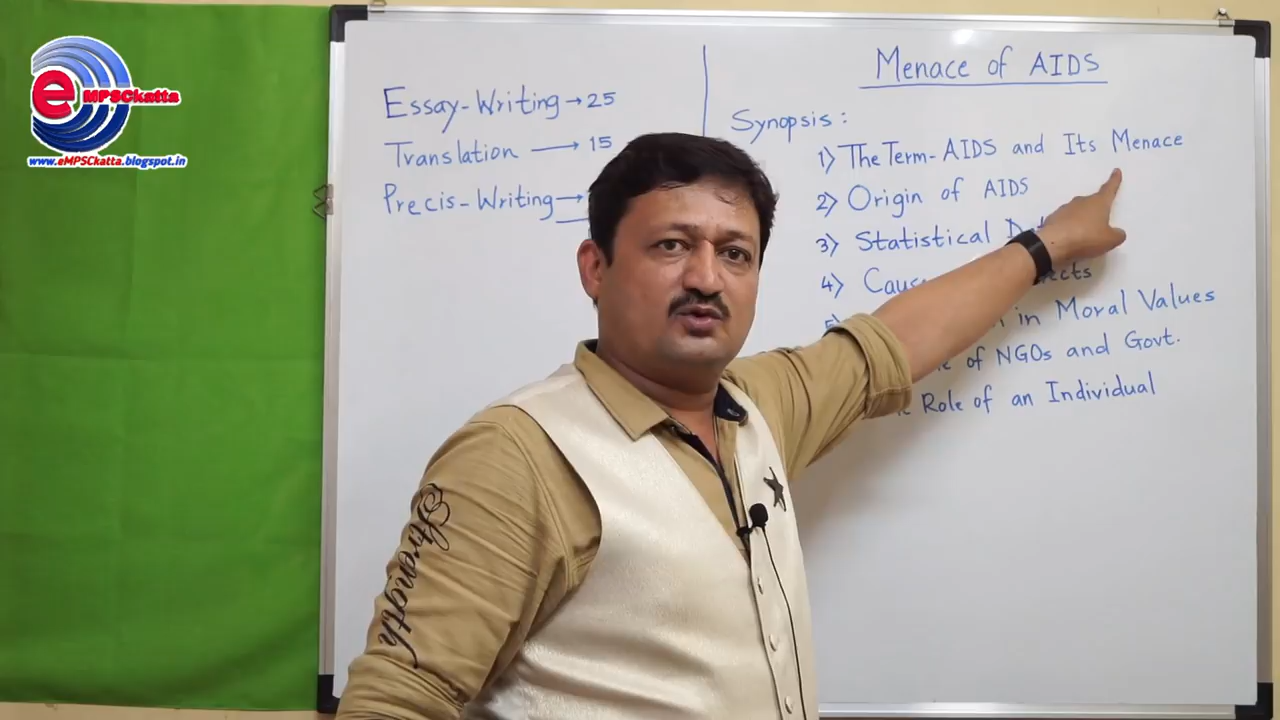 eMPSCkatta
www.eMPSCkatta.blogspot.in
Essay-Writing → 25
Translation → 15
Precis-Writing →
Menace of AIDS
Synopsis :
1) The Term-AIDS and Its Menace
2) Origin of AIDS
3) Statistical
4)
5) in Moral Values
of NGOs and Govt.
Role of an Individual
Strength